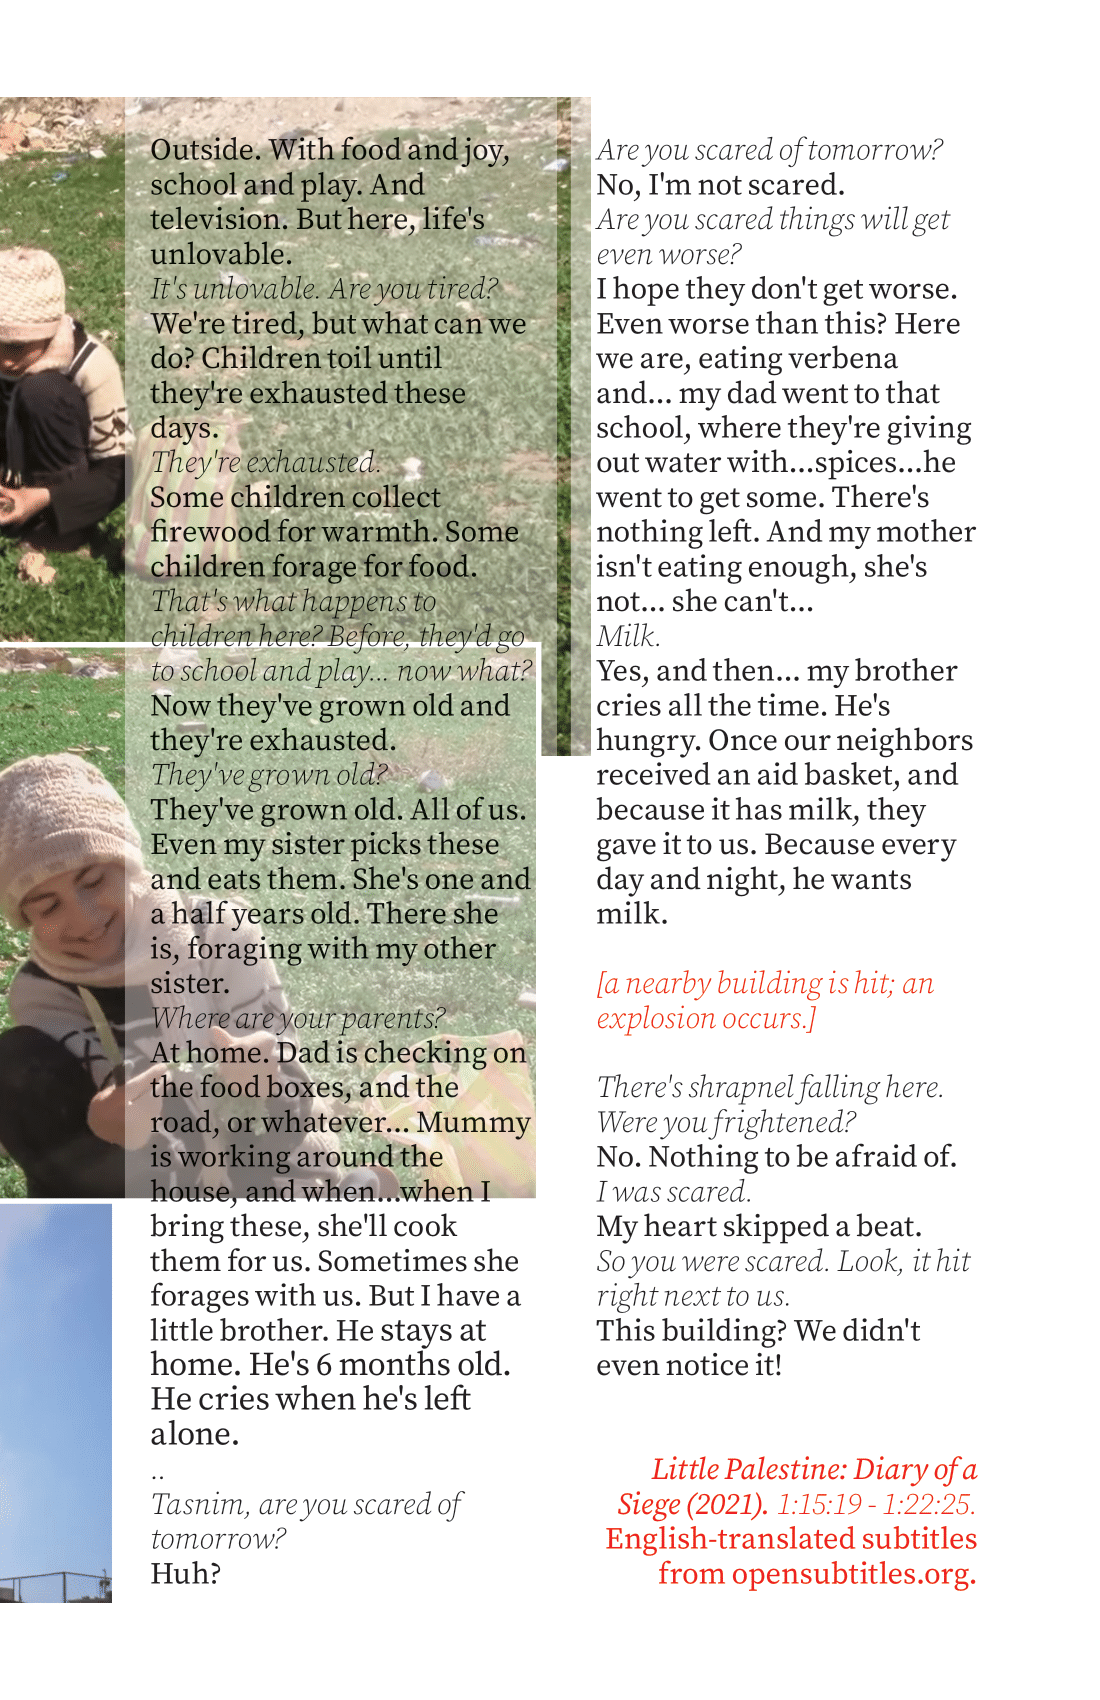 Outside. With food and joy,
school and play. And
television. But here, life's
unlovable.
It's unlovable. Are you tired?
We're tired, but what can we
do? Children toil until
they're exhausted these
days.
They're exhausted.
Some children collect
firewood for warmth. Some
children forage for food.
That's what happens to
children here? Before, they'd go
to school and play... now what?
Now they've grown old and
they're exhausted.
They've grown old?
They've grown old. All of us.
Even my sister picks these
and eats them. She's one and
a half years old. There she
is, foraging with my other
sister.
Where are your parents?
At home. Dad is checking on
the food boxes, and the
road, or whatever... Mummy
is working around the
house, and when...when I
bring these, she'll cook
them for us. Sometimes she
forages with us. But I have a
little brother. He stays at
home. He's 6 months old.
He cries when he's left
alone.
..
Tasnim, are you scared of
tomorrow?
Huh?
Are you scared of tomorrow?
No, I'm not scared.
Are you scared things will get
even worse?
I hope they don't get worse.
Even worse than this? Here
we are, eating verbena
and... my dad went to that
school, where they're giving
out water with...spices...he
went to get some. There's
nothing left. And my mother
isn't eating enough, she's
not... she can't...
Milk.
Yes, and then... my brother
cries all the time. He's
hungry. Once our neighbors
received an aid basket, and
because it has milk, they
gave it to us. Because every
day and night, he wants
milk.
[a nearby building is hit; an
explosion occurs.]
There's shrapnel falling here.
Were you frightened?
No. Nothing to be afraid of.
I was scared.
My heart skipped a beat.
So you were scared. Look, it hit
right next to us.
This building? We didn't
even notice it!
Little Palestine: Diary of a
Siege (2021). 1:15:19 - 1:22:25.
English-translated subtitles
from opensubtitles.org.